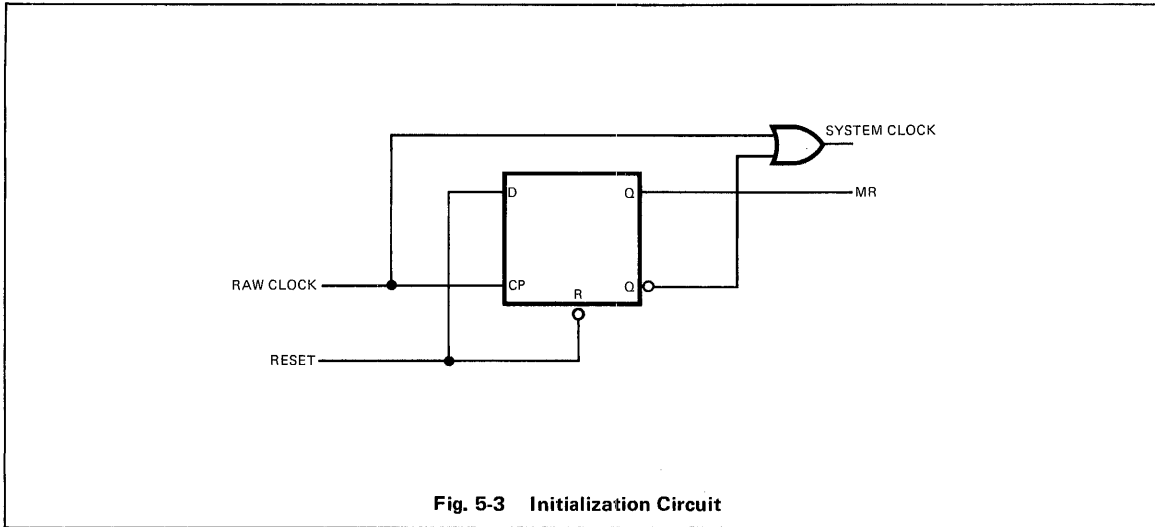 SYSTEM CLOCK
D
Q
MR
RAW CLOCK
CP
R
Q
RESET
Fig. 5-3 Initialization Circuit